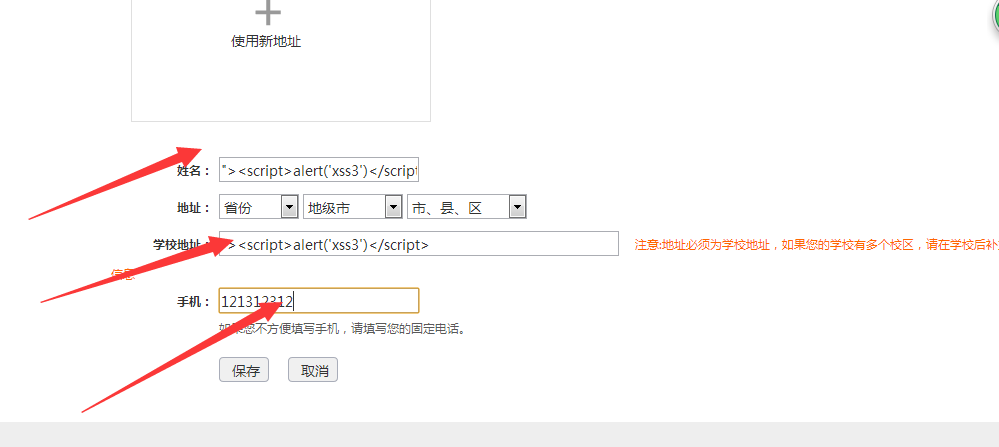 使用新地址
姓名： "><script>alert('xss3')</script
地址： 省份 地级市 市、县、区
学校地址： "><script>alert('xss3')</script> 注意:地址必须为学校地址，如果您的学校有多个校区，请在学校后补充
信息
手机： 121312312
如果您不方便填写手机，请填写您的固定电话。
保存 取消